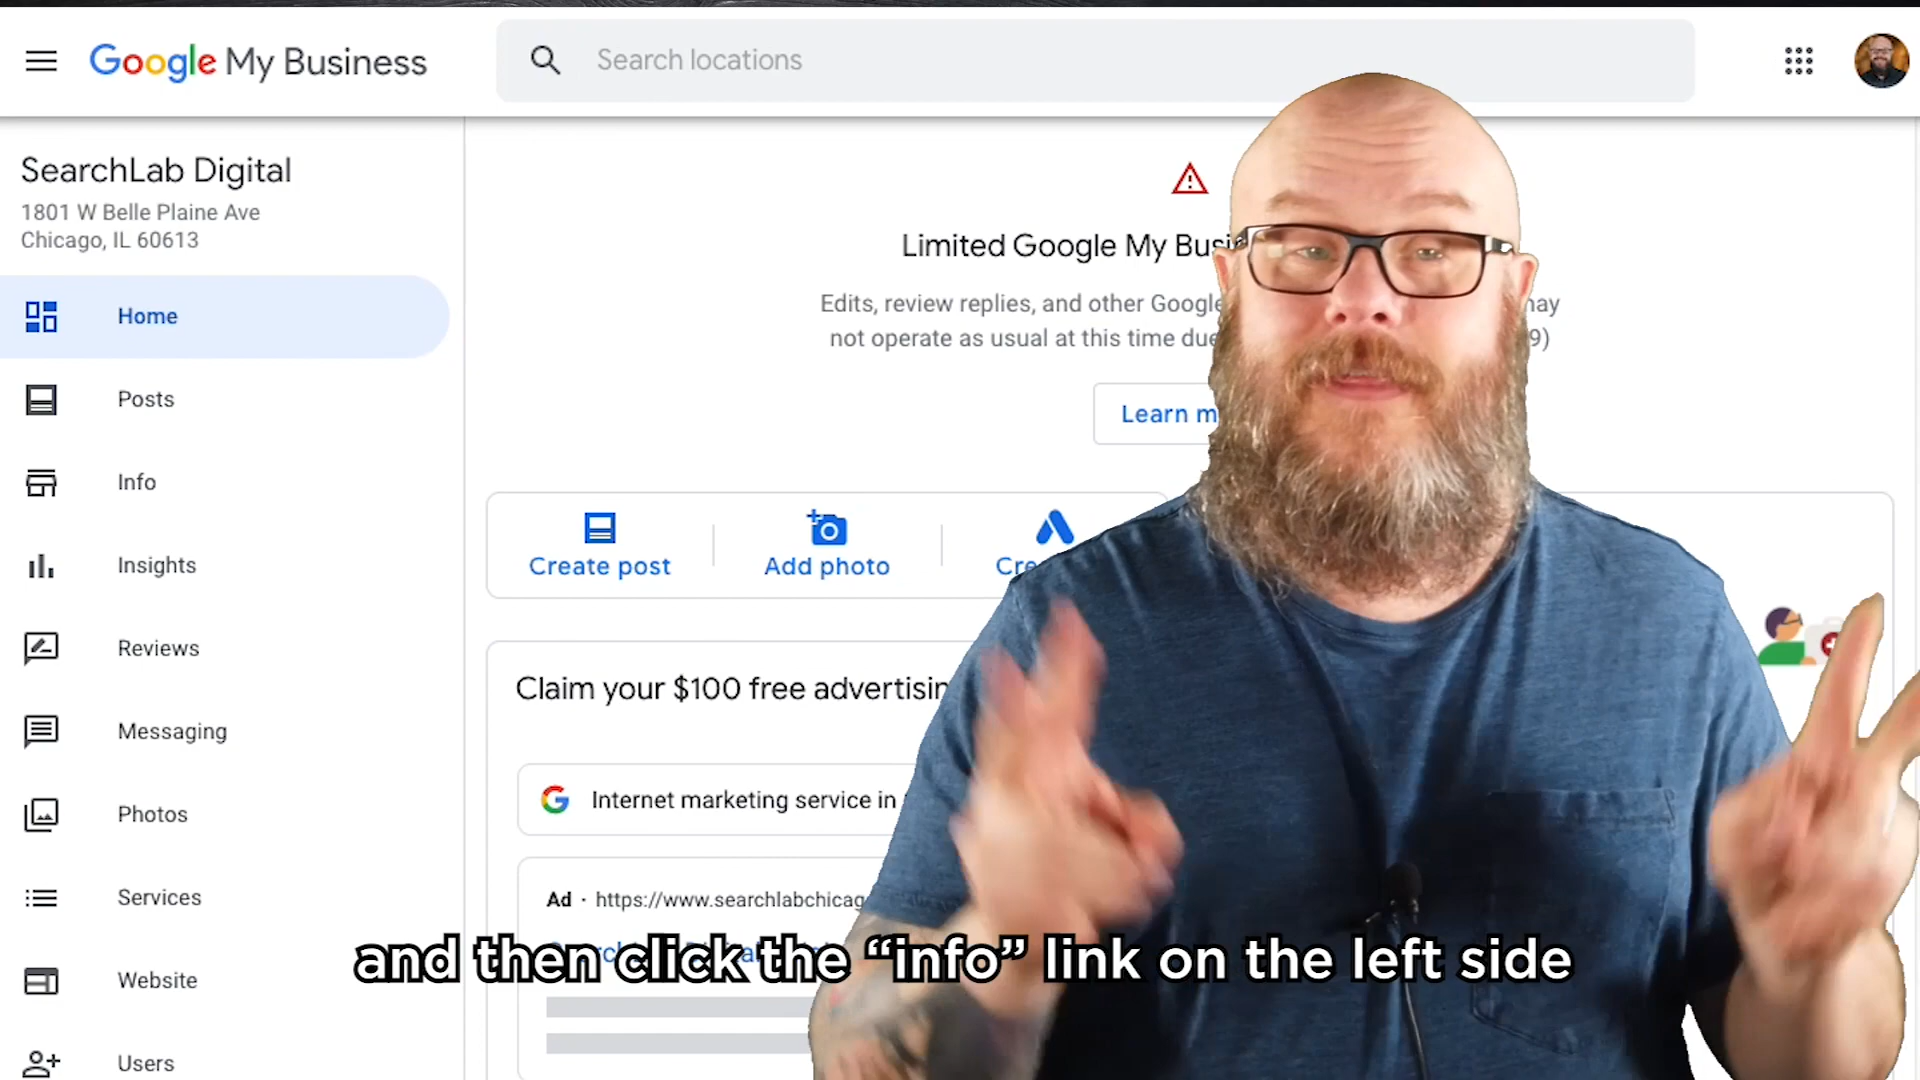 Google My Business
Search locations
SearchLab Digital
1801 W Belle Plaine Ave
Chicago, IL 60613
Home
Posts
Info
Insights
Reviews
Messaging
Photos
Services
Website
Users
Limited Google My
Edits, review replies, and other Google
not operate as usual at this time due 9)
Learn
Create post
Add photo
Claim your $100 free
Internet marketing service in
Ad · https://www.searchlabchicag
and then click the “info” link on the left side